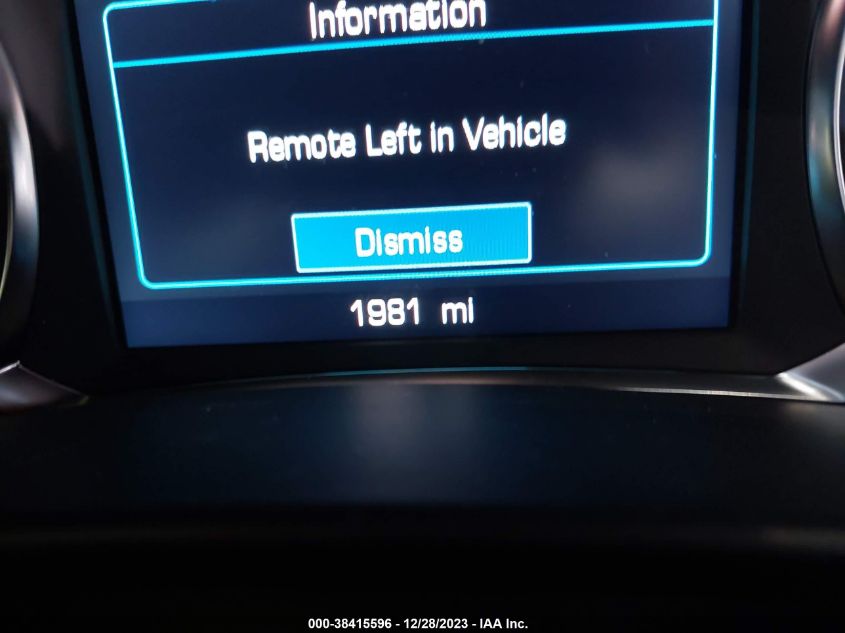 Information
Remote Left in Vehicle
Dismiss
1981 mi
000-38415596 - 12/28/2023 - IAA Inc.